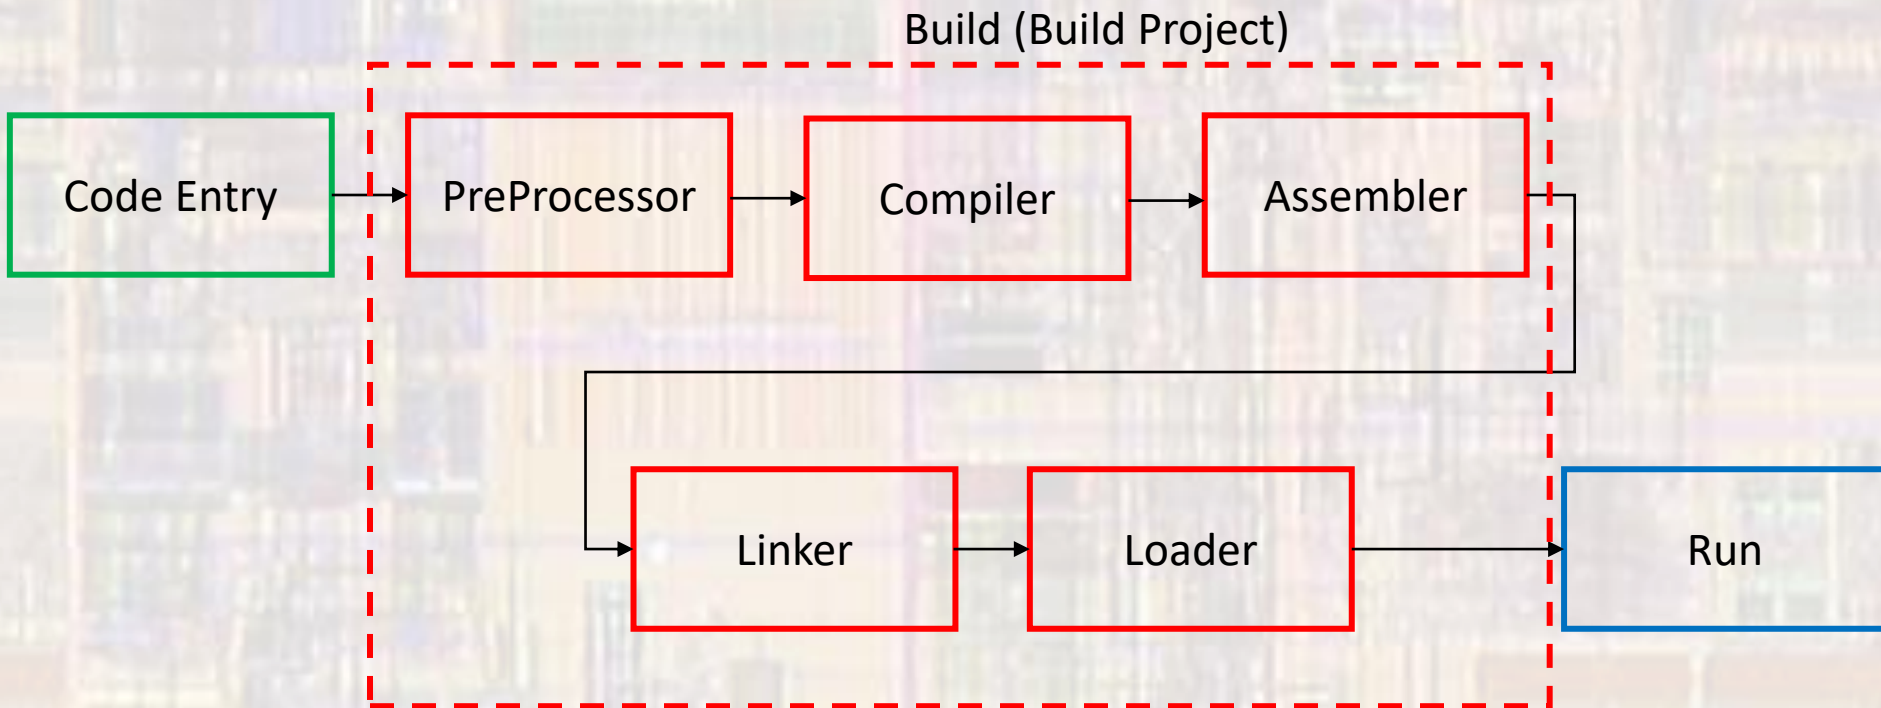 Build (Build Project)
Code Entry
PreProcessor
Compiler
Assembler
Linker
Loader
Run